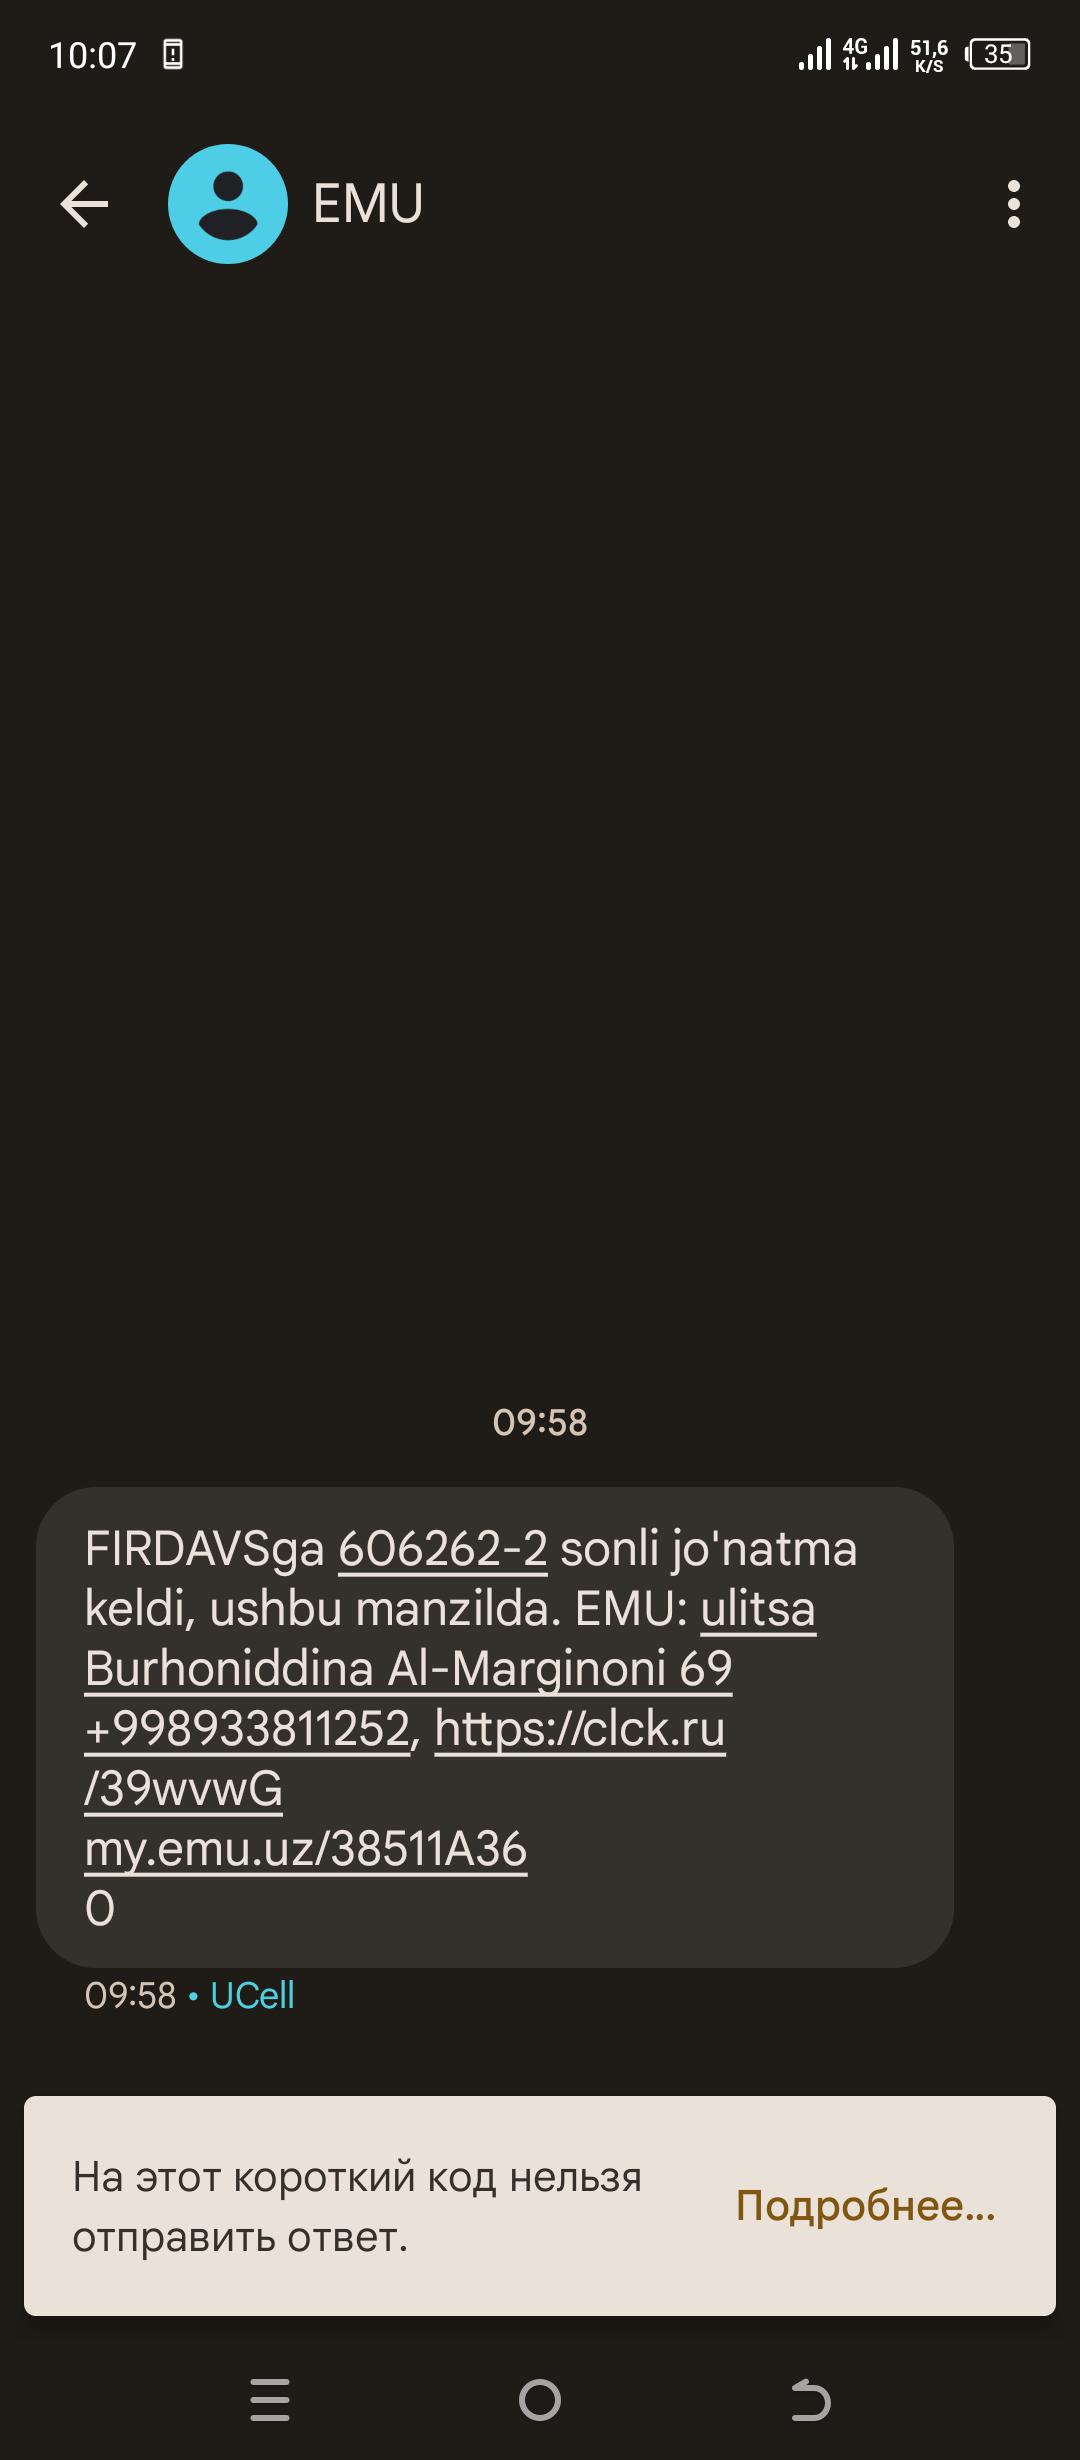 10:07
4G 51,6 K/S 35
EMU
09:58
FIRDAVSga 606262-2 sonli jo'natma
keldi, ushbu manzilda. EMU: ulitsa
Burhoniddina Al-Marginoni 69
+998933811252, https://clck.ru
/39wvwG
my.emu.uz/38511A36
0
09:58 • UCell
На этот короткий код нельзя
отправить ответ.
Подробнее...